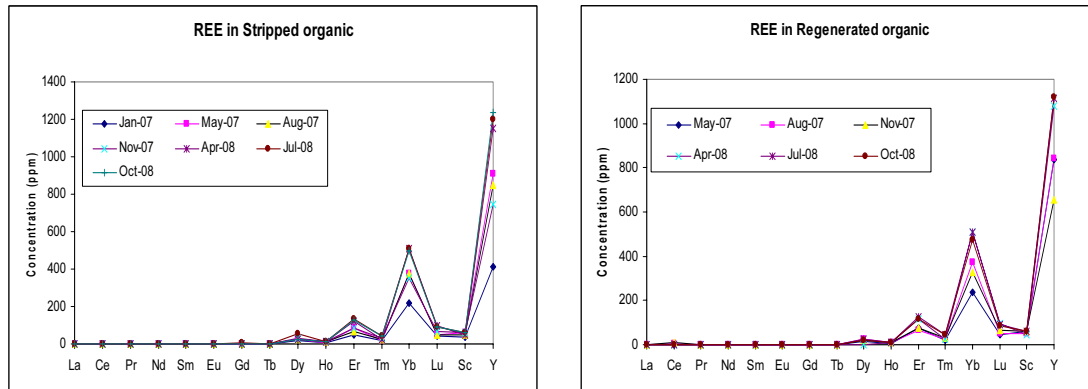 REE in Stripped organic
Concentration (ppm)
1400
1200
1000
800
600
400
200
0
Jan-07 May-07 Aug-07
Nov-07 Apr-08 Jul-08
Oct-08
La Ce Pr Nd Sm Eu Gd Tb Dy Ho Er Tm Yb Lu Sc Y
REE in Regenerated organic
Concentration (ppm)
1200
1000
800
600
400
200
0
May-07 Aug-07 Nov-07
Apr-08 Jul-08 Oct-08
La Ce Pr Nd Sm Eu Gd Tb Dy Ho Er Tm Yb Lu Sc Y